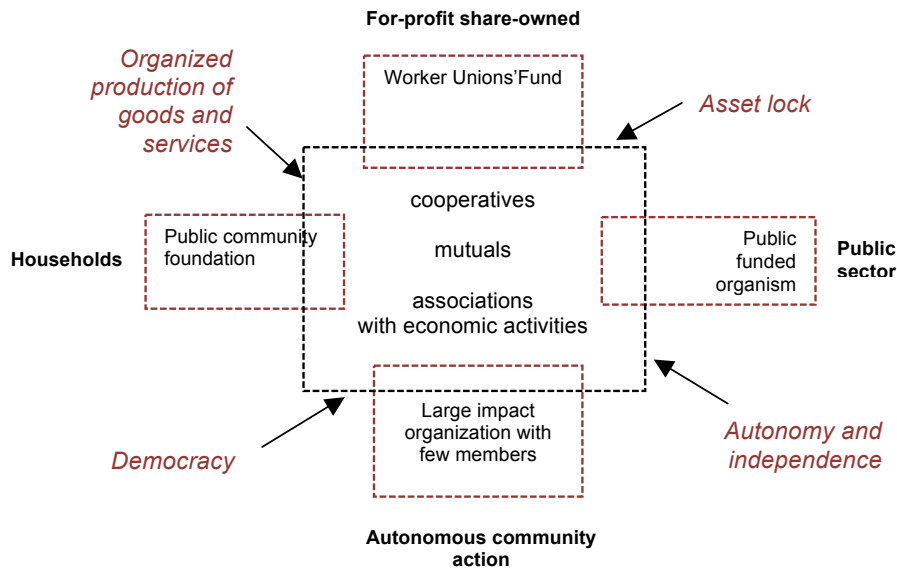 For-profit share-owned
Organized
production of
goods and
services
Worker Unions'Fund
Asset lock
cooperatives
mutuals
associations
with economic activities
Households
Public community
foundation
Public
funded
organism
Public
sector
Large impact
organization with
few members
Democracy
Autonomy and
independence
Autonomous community
action